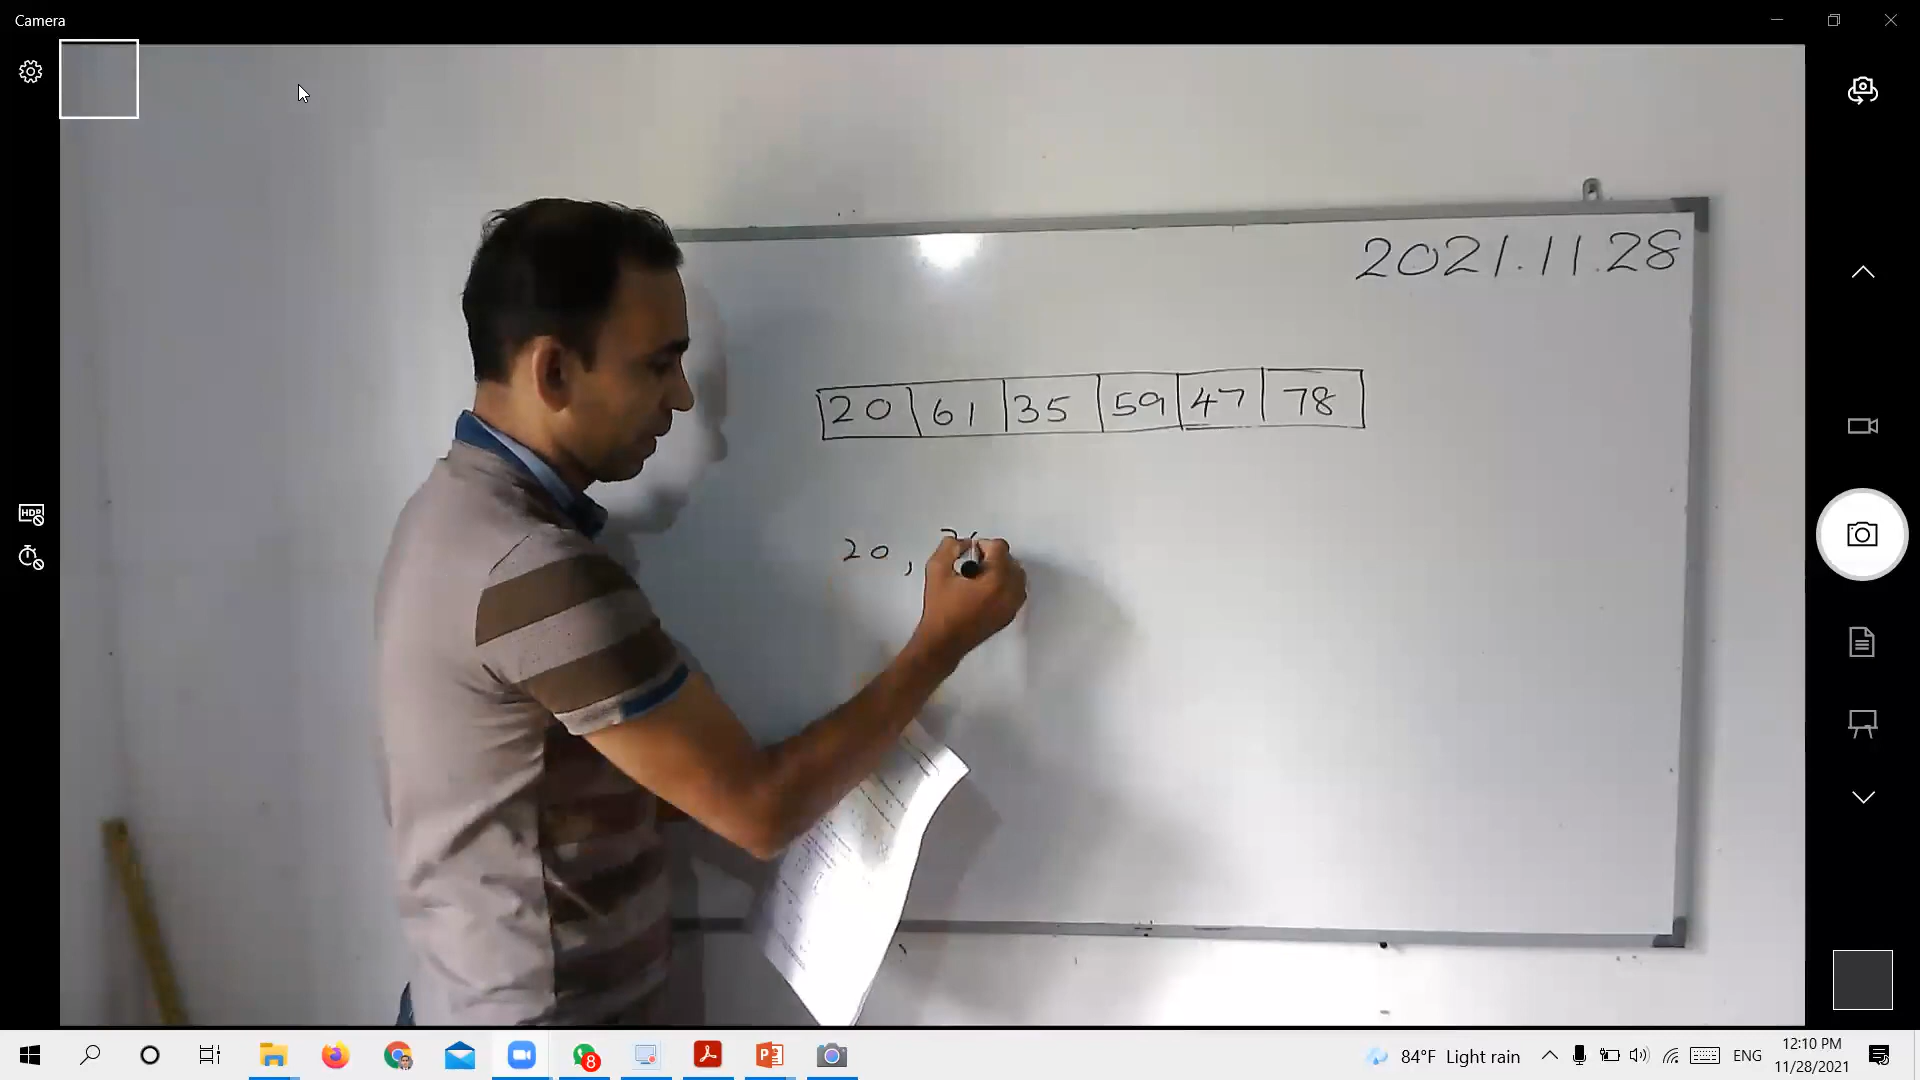 Camera
2021.11.28
20 61 35 59 47 78
20,
8
84°F Light rain
ENG
12:10 PM
11/28/2021